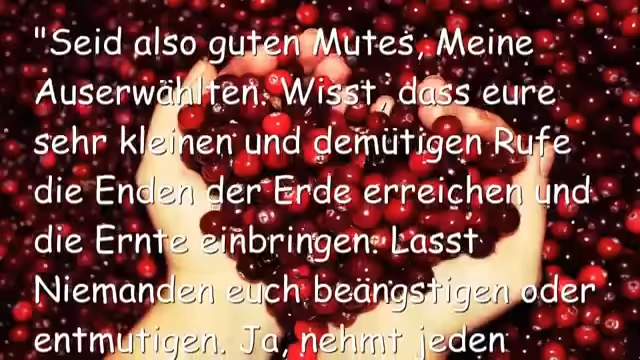 "Seid also guten Mutes, Meine
Auserwählten. Wisst, dass eure
sehr kleinen und demütigen Rufe
die Enden der Erde erreichen und
die Ernte einbringen. Lasst
Niemanden euch beängstigen oder
entmutigen. Ja, nehmt jeden